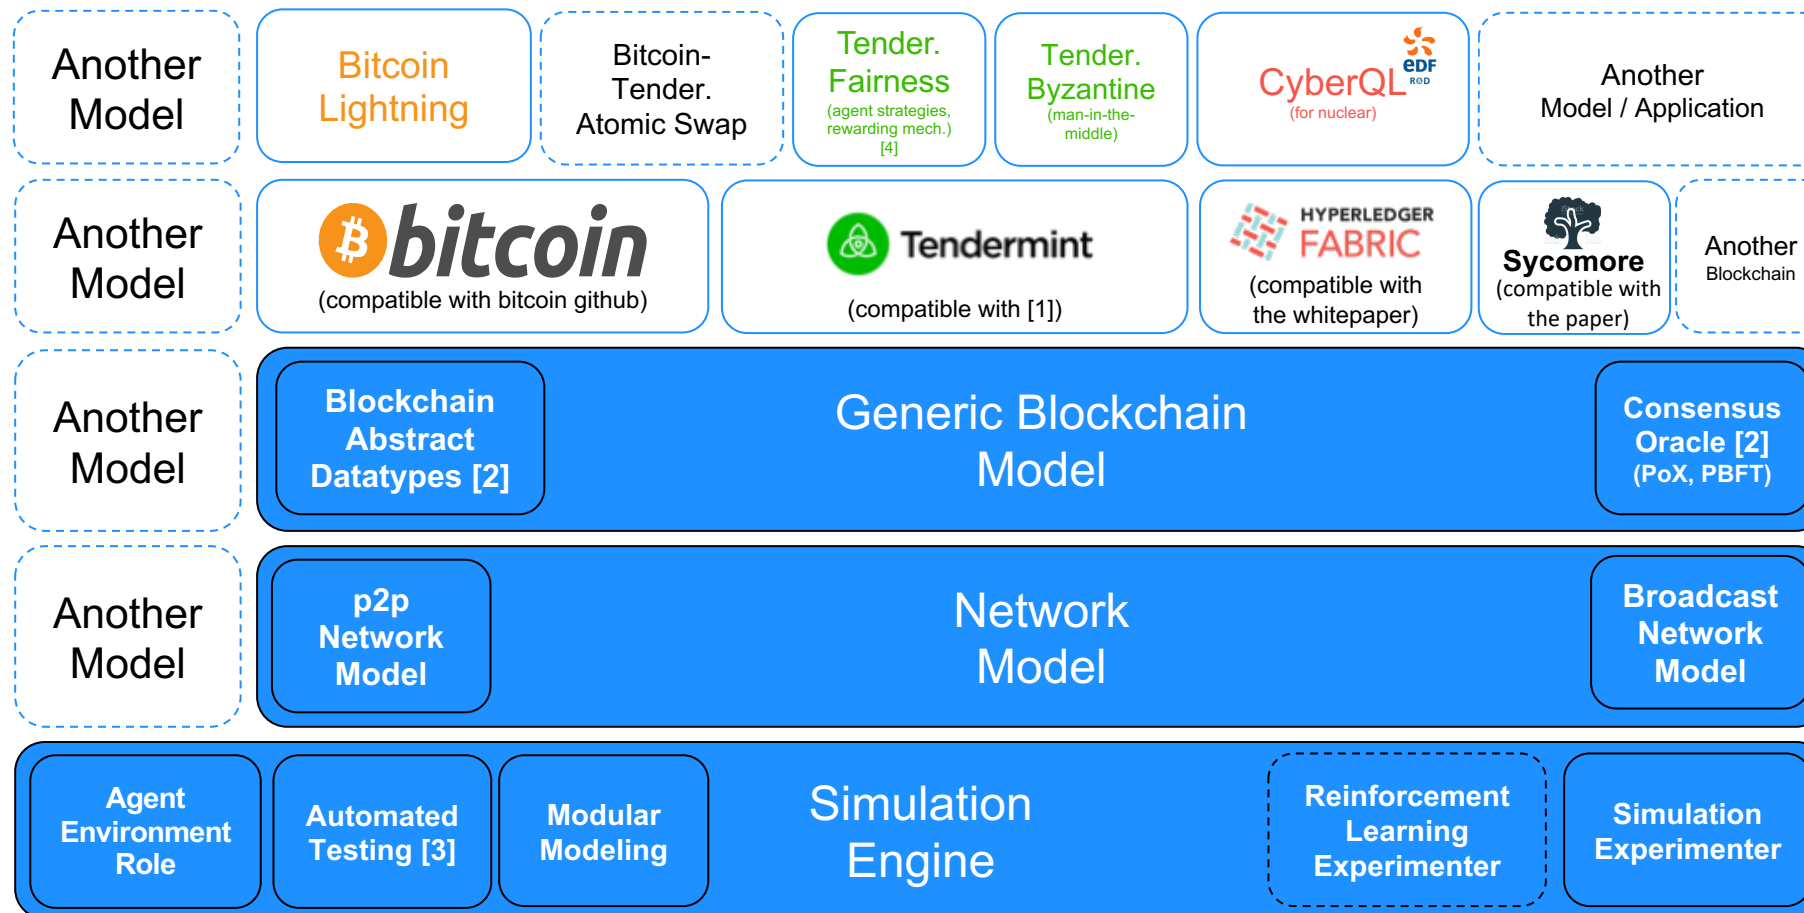 Another
Model
Bitcoin
Lightning
Bitcoin-
Tender.
Atomic Swap
Tender.
Fairness
(agent strategies,
rewarding mech.)
[4]
Tender.
Byzantine
(man-in-the-
middle)
CyberQL
(for nuclear)
eDF
R&D
Another
Model / Application
Another
Model
bitcoin
(compatible with bitcoin github)
Tendermint
(compatible with [1])
HYPERLEDGER
FABRIC
(compatible with
the whitepaper)
Sycomore
(compatible with
the paper)
Another
Blockchain
Another
Model
Blockchain
Abstract
Datatypes [2]
Generic Blockchain
Model
Consensus
Oracle [2]
(PoX, PBFT)
Another
Model
p2p
Network
Model
Network
Model
Broadcast
Network
Model
Agent
Environment
Role
Automated
Testing [3]
Modular
Modeling
Simulation
Engine
Reinforcement
Learning
Experimenter
Simulation
Experimenter